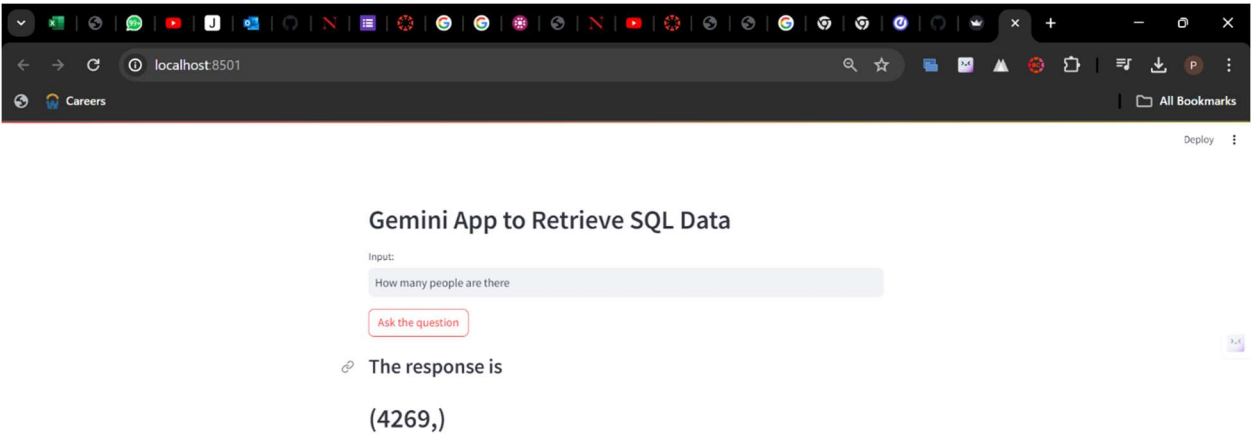 99+
J
localhost:8501
P
Careers
All Bookmarks
Deploy
Gemini App to Retrieve SQL Data
Input:
How many people are there
Ask the question
The response is
(4269,)